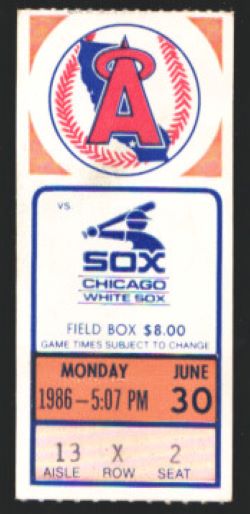 A
VS.
SOX
CHICAGO
WHITE SOX
FIELD BOX $8.00
GAME TIMES SUBJECT TO CHANGE
MONDAY JUNE
1986-5:07 PM 30
13 X 2
AISLE ROW SEAT